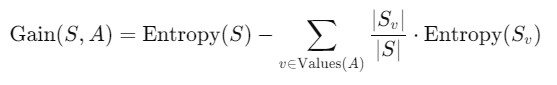 Gain(S, A) = Entropy(S) − ∑_{v∈Values(A)} |S_v| / |S| · Entropy(S_v)